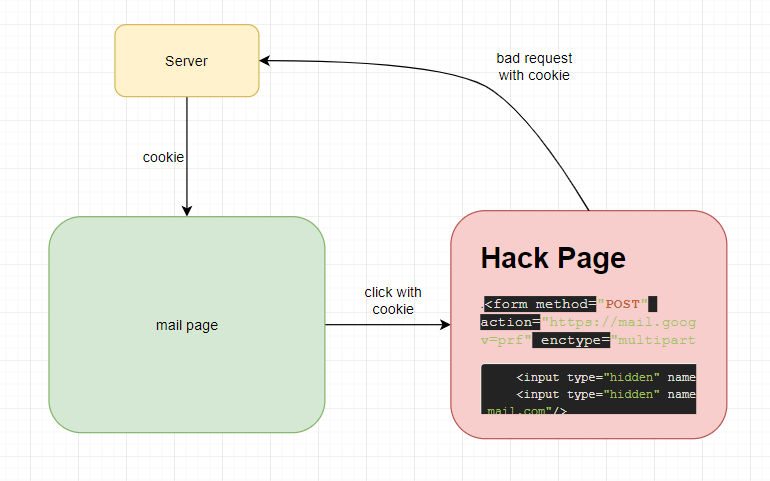 Server
bad request
with cookie
cookie
mail page
click with
cookie
Hack Page
<form method="POST"
action="https://mail.goog
v=prf" enctype="multipart
<input type="hidden" name
<input type="hidden" name
mail.com"/>